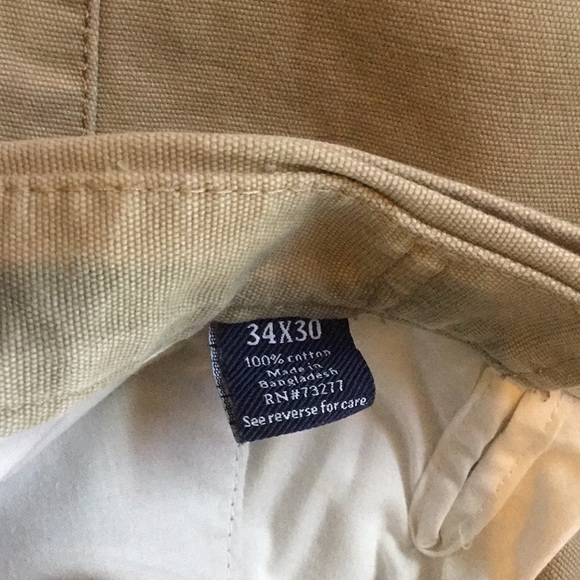 34X30
100% cotton
Made in
Bangladesh
RN#73277
See reverse for care